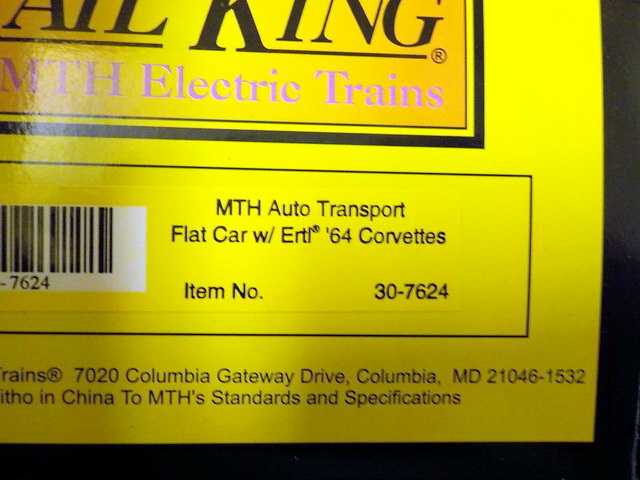 AIL KING®
MTH Electric Trains
MTH Auto Transport
Flat Car w/ Ertl® '64 Corvettes
-7624
Item No. 30-7624
Trains® 7020 Columbia Gateway Drive, Columbia, MD 21046-1532
itho in China To MTH's Standards and Specifications